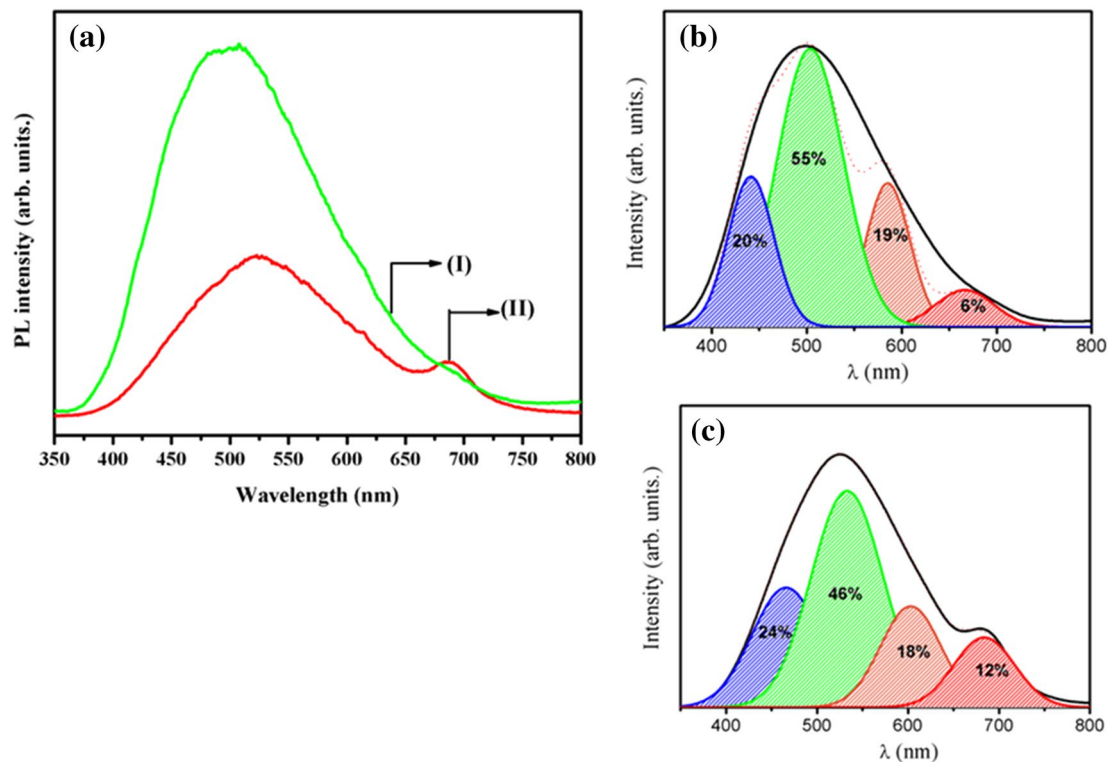 (a)
PL intensity (arb. units.)
(I)
(II)
350 400 450 500 550 600 650 700 750 800
Wavelength (nm)
(b)
Intensity (arb. units.)
55%
20%
19%
6%
400 500 600 700 800
λ (nm)
(c)
Intensity (arb. units.)
46%
24%
18%
12%
400 500 600 700 800
λ (nm)